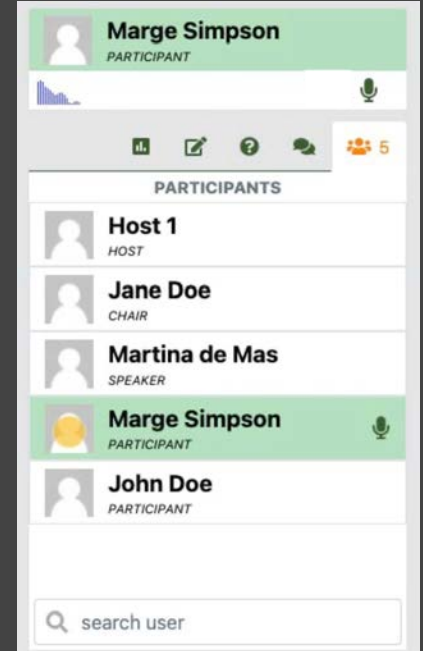 Marge Simpson
PARTICIPANT
5
PARTICIPANTS
Host 1
HOST
Jane Doe
CHAIR
Martina de Mas
SPEAKER
Marge Simpson
PARTICIPANT
John Doe
PARTICIPANT
search user